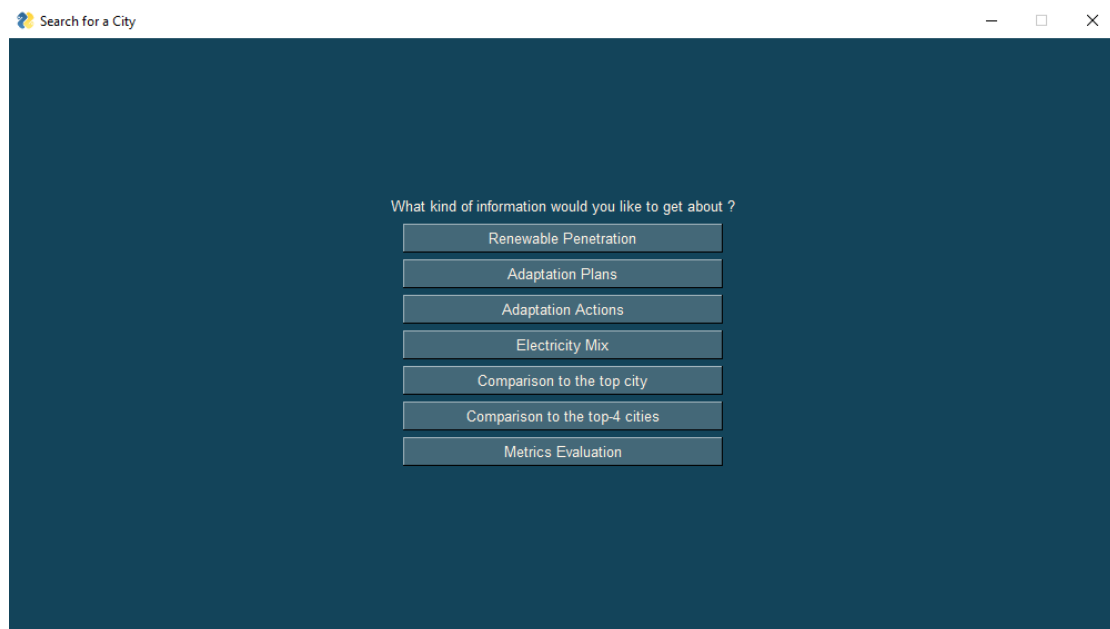 Search for a City
What kind of information would you like to get about ?
Renewable Penetration
Adaptation Plans
Adaptation Actions
Electricity Mix
Comparison to the top city
Comparison to the top-4 cities
Metrics Evaluation